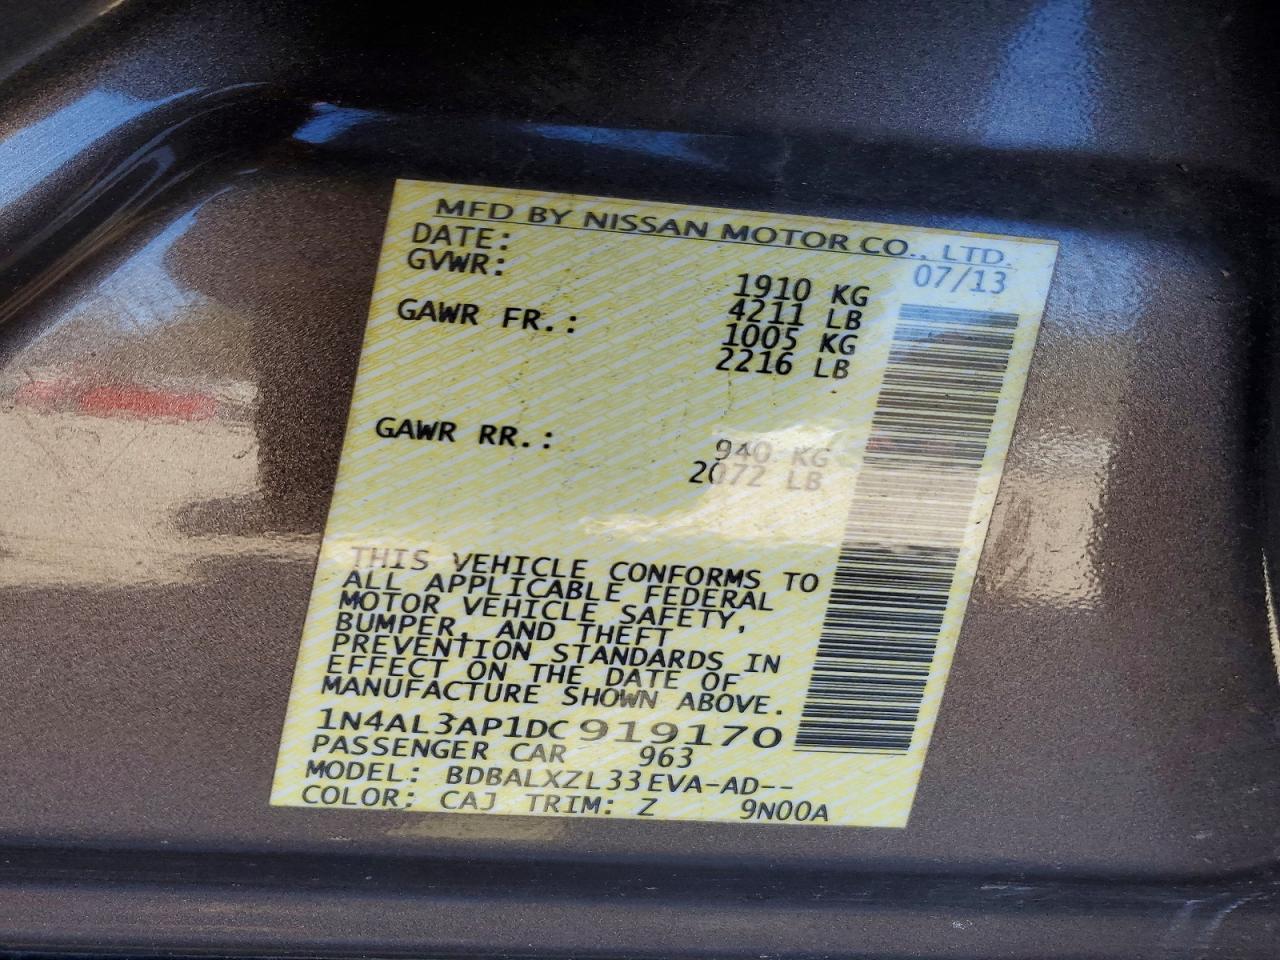 MFD BY NISSAN MOTOR CO., LTD.
DATE: 07/13
GVWR: 1910 KG
4211 LB
GAWR FR.: 1005 KG
2216 LB
GAWR RR.: 940 KG
2072 LB
THIS VEHICLE CONFORMS TO
ALL APPLICABLE FEDERAL
MOTOR VEHICLE SAFETY,
BUMPER, AND THEFT
PREVENTION STANDARDS IN
EFFECT ON THE DATE OF
MANUFACTURE SHOWN ABOVE.
1N4AL3AP1DC919170
PASSENGER CAR 963
MODEL: BDBALXZL33EVA-AD--
COLOR: CAJ TRIM: Z 9N00A